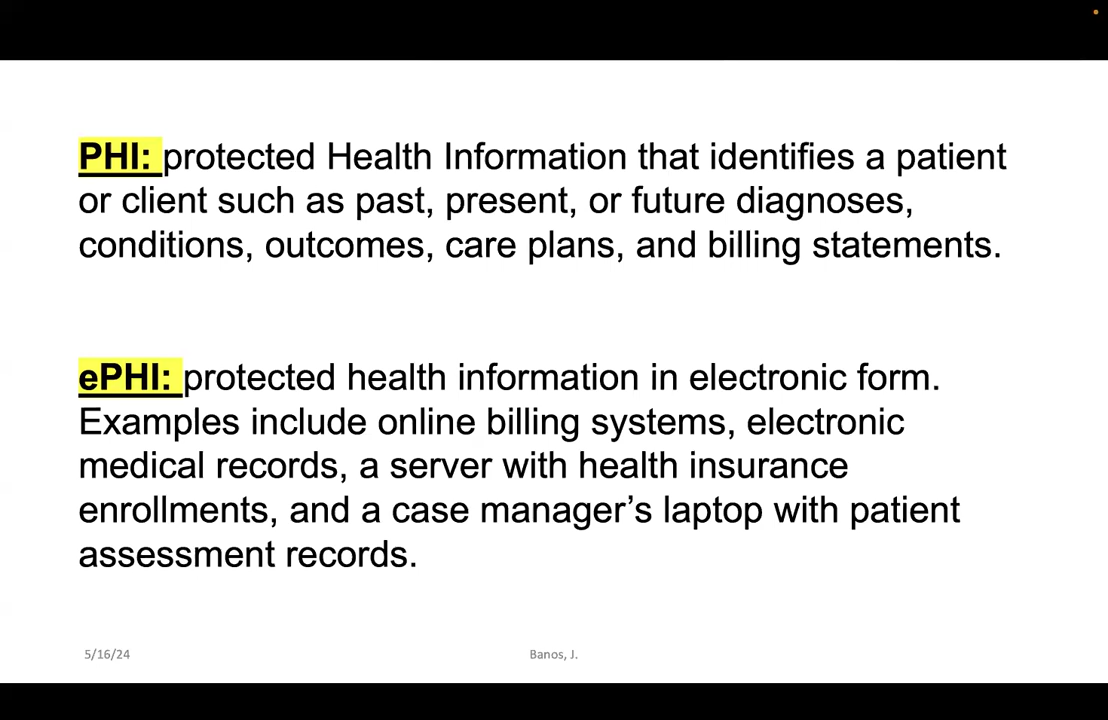 PHI: protected Health Information that identifies a patient
or client such as past, present, or future diagnoses,
conditions, outcomes, care plans, and billing statements.
ePHI: protected health information in electronic form.
Examples include online billing systems, electronic
medical records, a server with health insurance
enrollments, and a case manager’s laptop with patient
assessment records.
5/16/24
Banos, J.